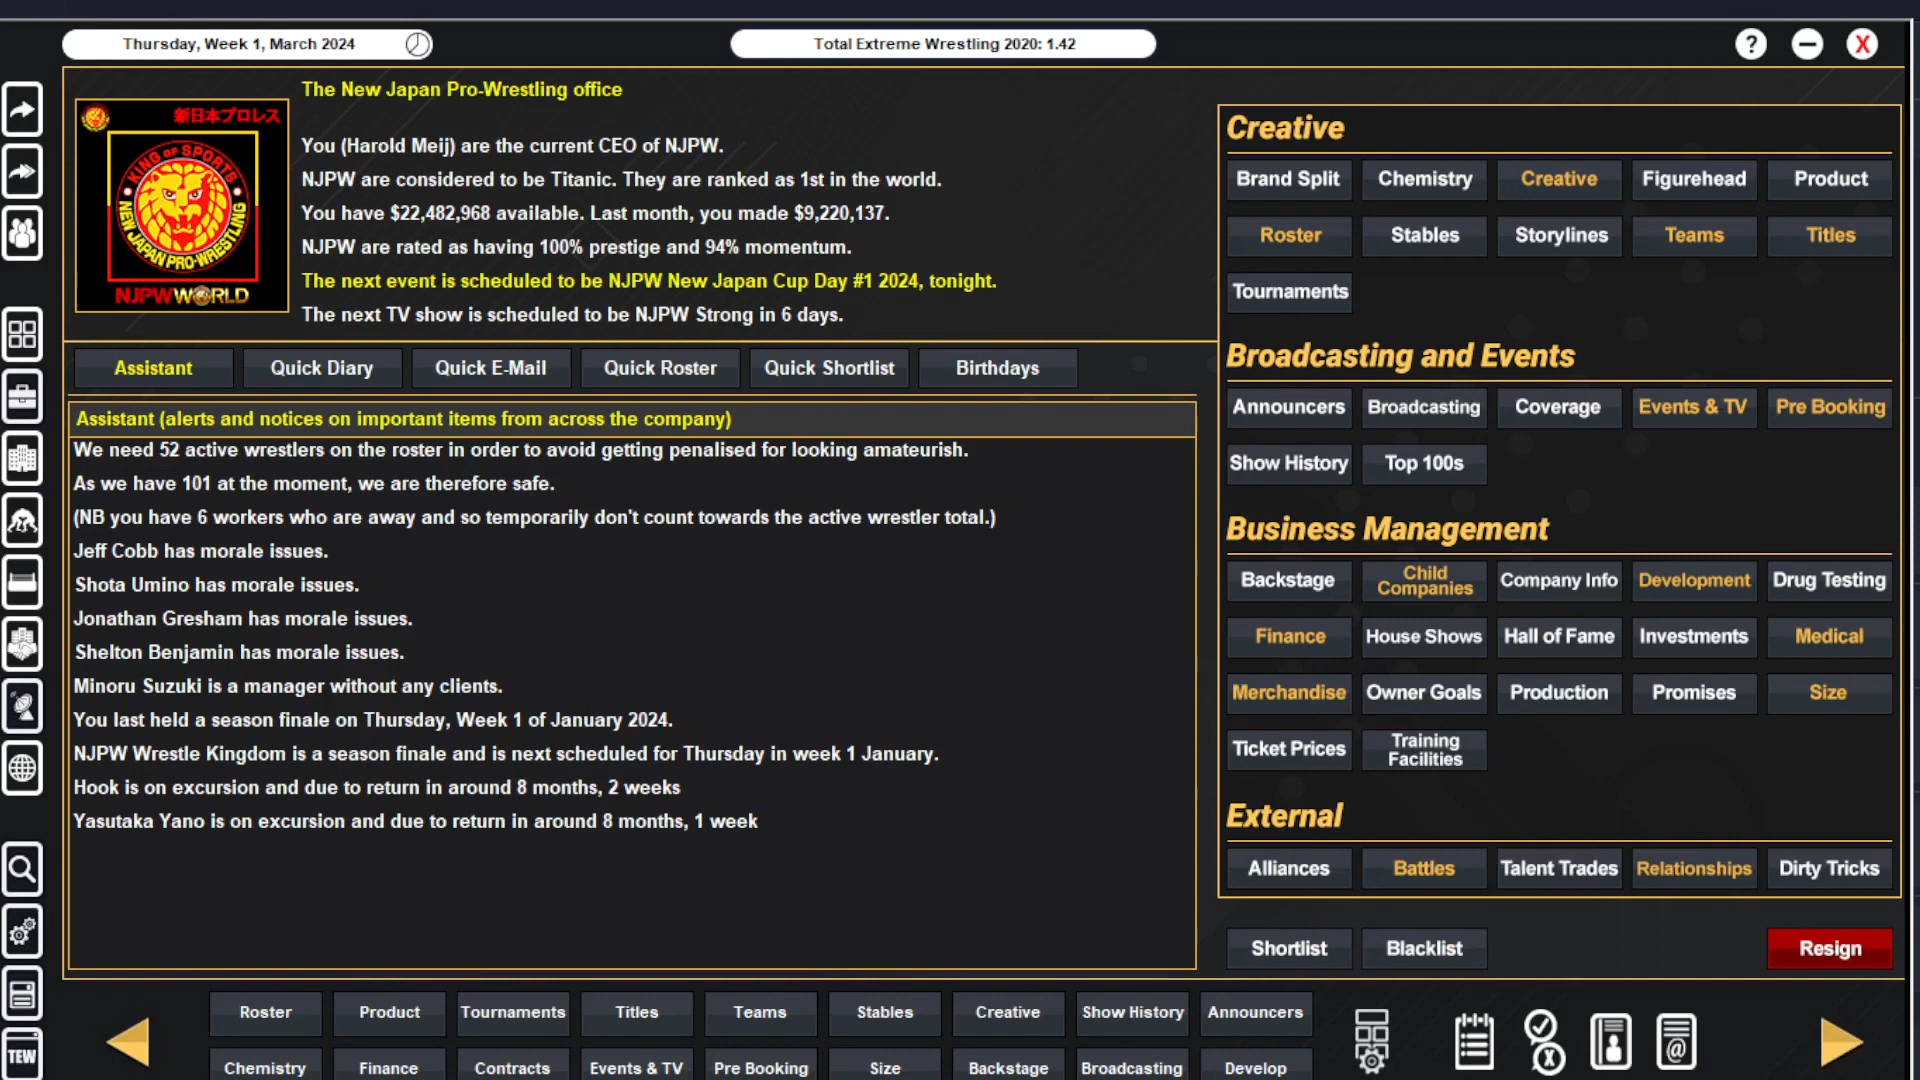 Thursday, Week 1, March 2024
Total Extreme Wrestling 2020: 1.42
?
X
The New Japan Pro-Wrestling office
新日本プロレス
KING OF SPORTS
NEW JAPAN PRO-WRESTLING
NJPWWORLD
You (Harold Meij) are the current CEO of NJPW.
NJPW are considered to be Titanic. They are ranked as 1st in the world.
You have $22,482,968 available. Last month, you made $9,220,137.
NJPW are rated as having 100% prestige and 94% momentum.
The next event is scheduled to be NJPW New Japan Cup Day #1 2024, tonight.
The next TV show is scheduled to be NJPW Strong in 6 days.
Assistant Quick Diary Quick E-Mail Quick Roster Quick Shortlist Birthdays
Assistant (alerts and notices on important items from across the company)
We need 52 active wrestlers on the roster in order to avoid getting penalised for looking amateurish.
As we have 101 at the moment, we are therefore safe.
(NB you have 6 workers who are away and so temporarily don't count towards the active wrestler total.)
Jeff Cobb has morale issues.
Shota Umino has morale issues.
Jonathan Gresham has morale issues.
Shelton Benjamin has morale issues.
Minoru Suzuki is a manager without any clients.
You last held a season finale on Thursday, Week 1 of January 2024.
NJPW Wrestle Kingdom is a season finale and is next scheduled for Thursday in week 1 January.
Hook is on excursion and due to return in around 8 months, 2 weeks
Yasutaka Yano is on excursion and due to return in around 8 months, 1 week
Creative
Brand Split Chemistry Creative Figurehead Product
Roster Stables Storylines Teams Titles
Tournaments
Broadcasting and Events
Announcers Broadcasting Coverage Events & TV Pre Booking
Show History Top 100s
Business Management
Backstage Child Companies Company Info Development Drug Testing
Finance House Shows Hall of Fame Investments Medical
Merchandise Owner Goals Production Promises Size
Ticket Prices Training Facilities
External
Alliances Battles Talent Trades Relationships Dirty Tricks
Shortlist Blacklist Resign
Roster Product Tournaments Titles Teams Stables Creative Show History Announcers
Chemistry Finance Contracts Events & TV Pre Booking Size Backstage Broadcasting Develop
TEW
X
@